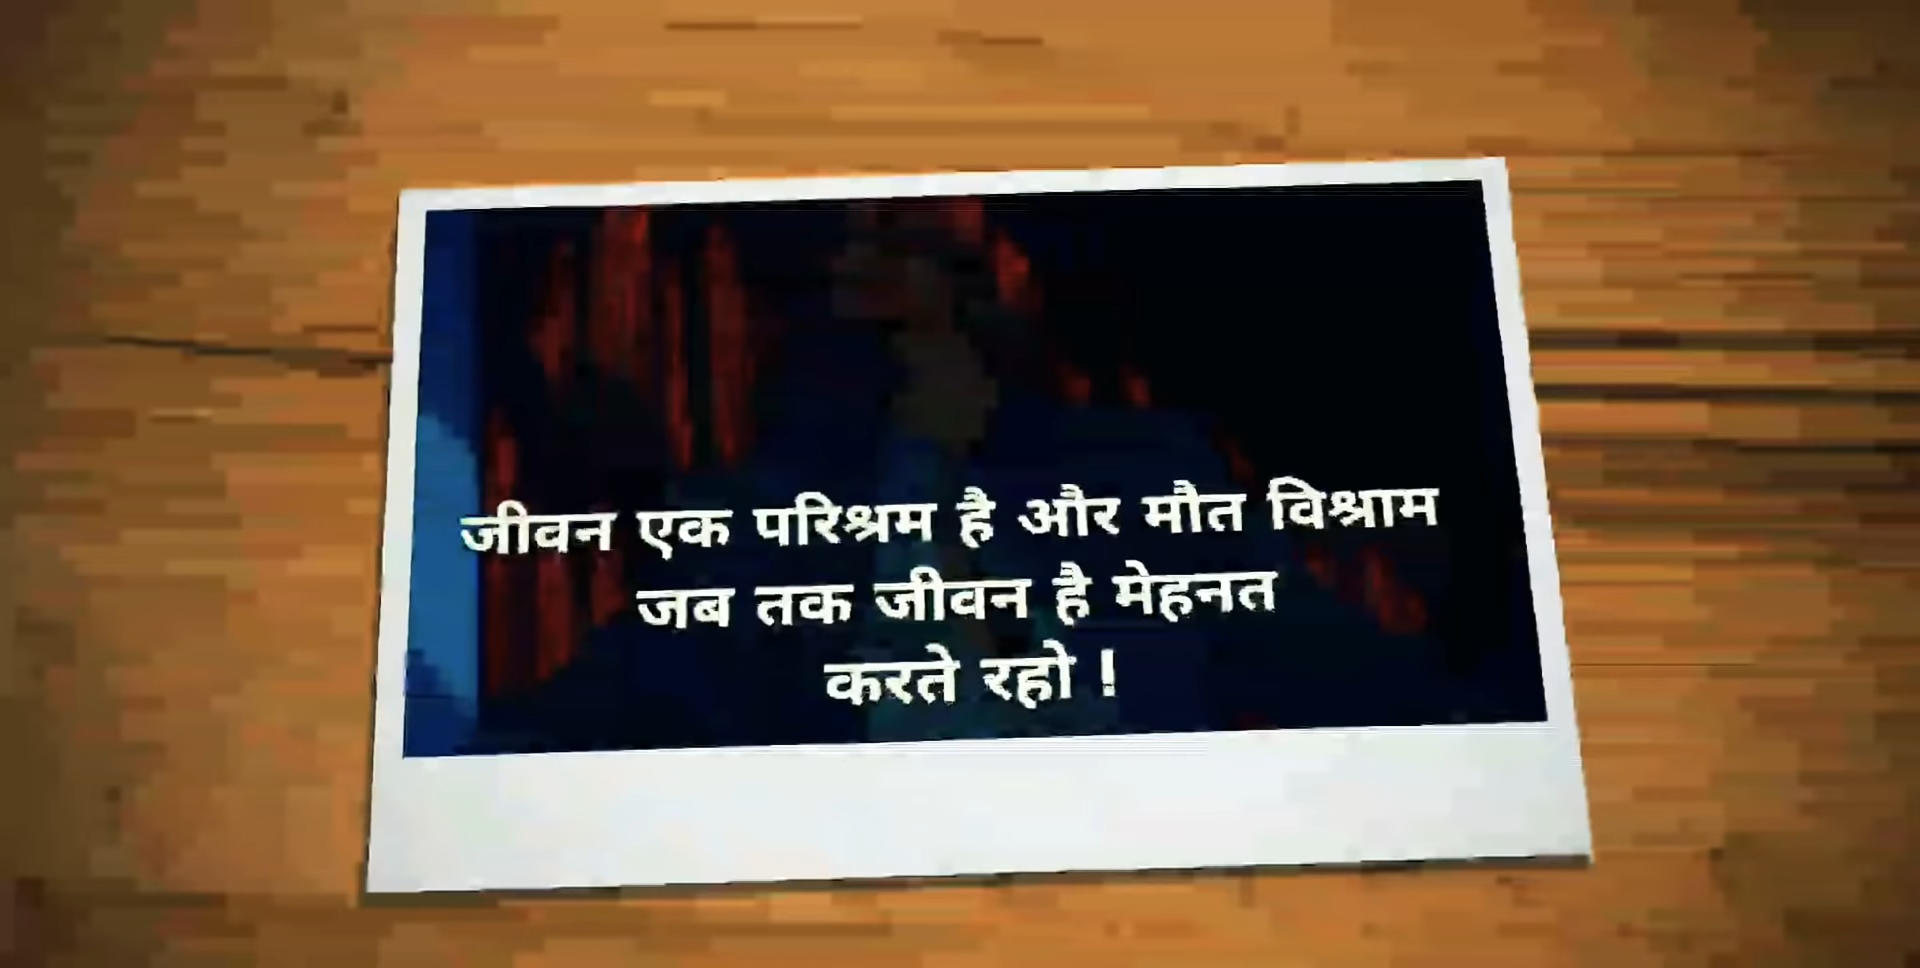 जीवन एक परिश्रम है और मौत विश्राम
जब तक जीवन है मेहनत
करते रहो !